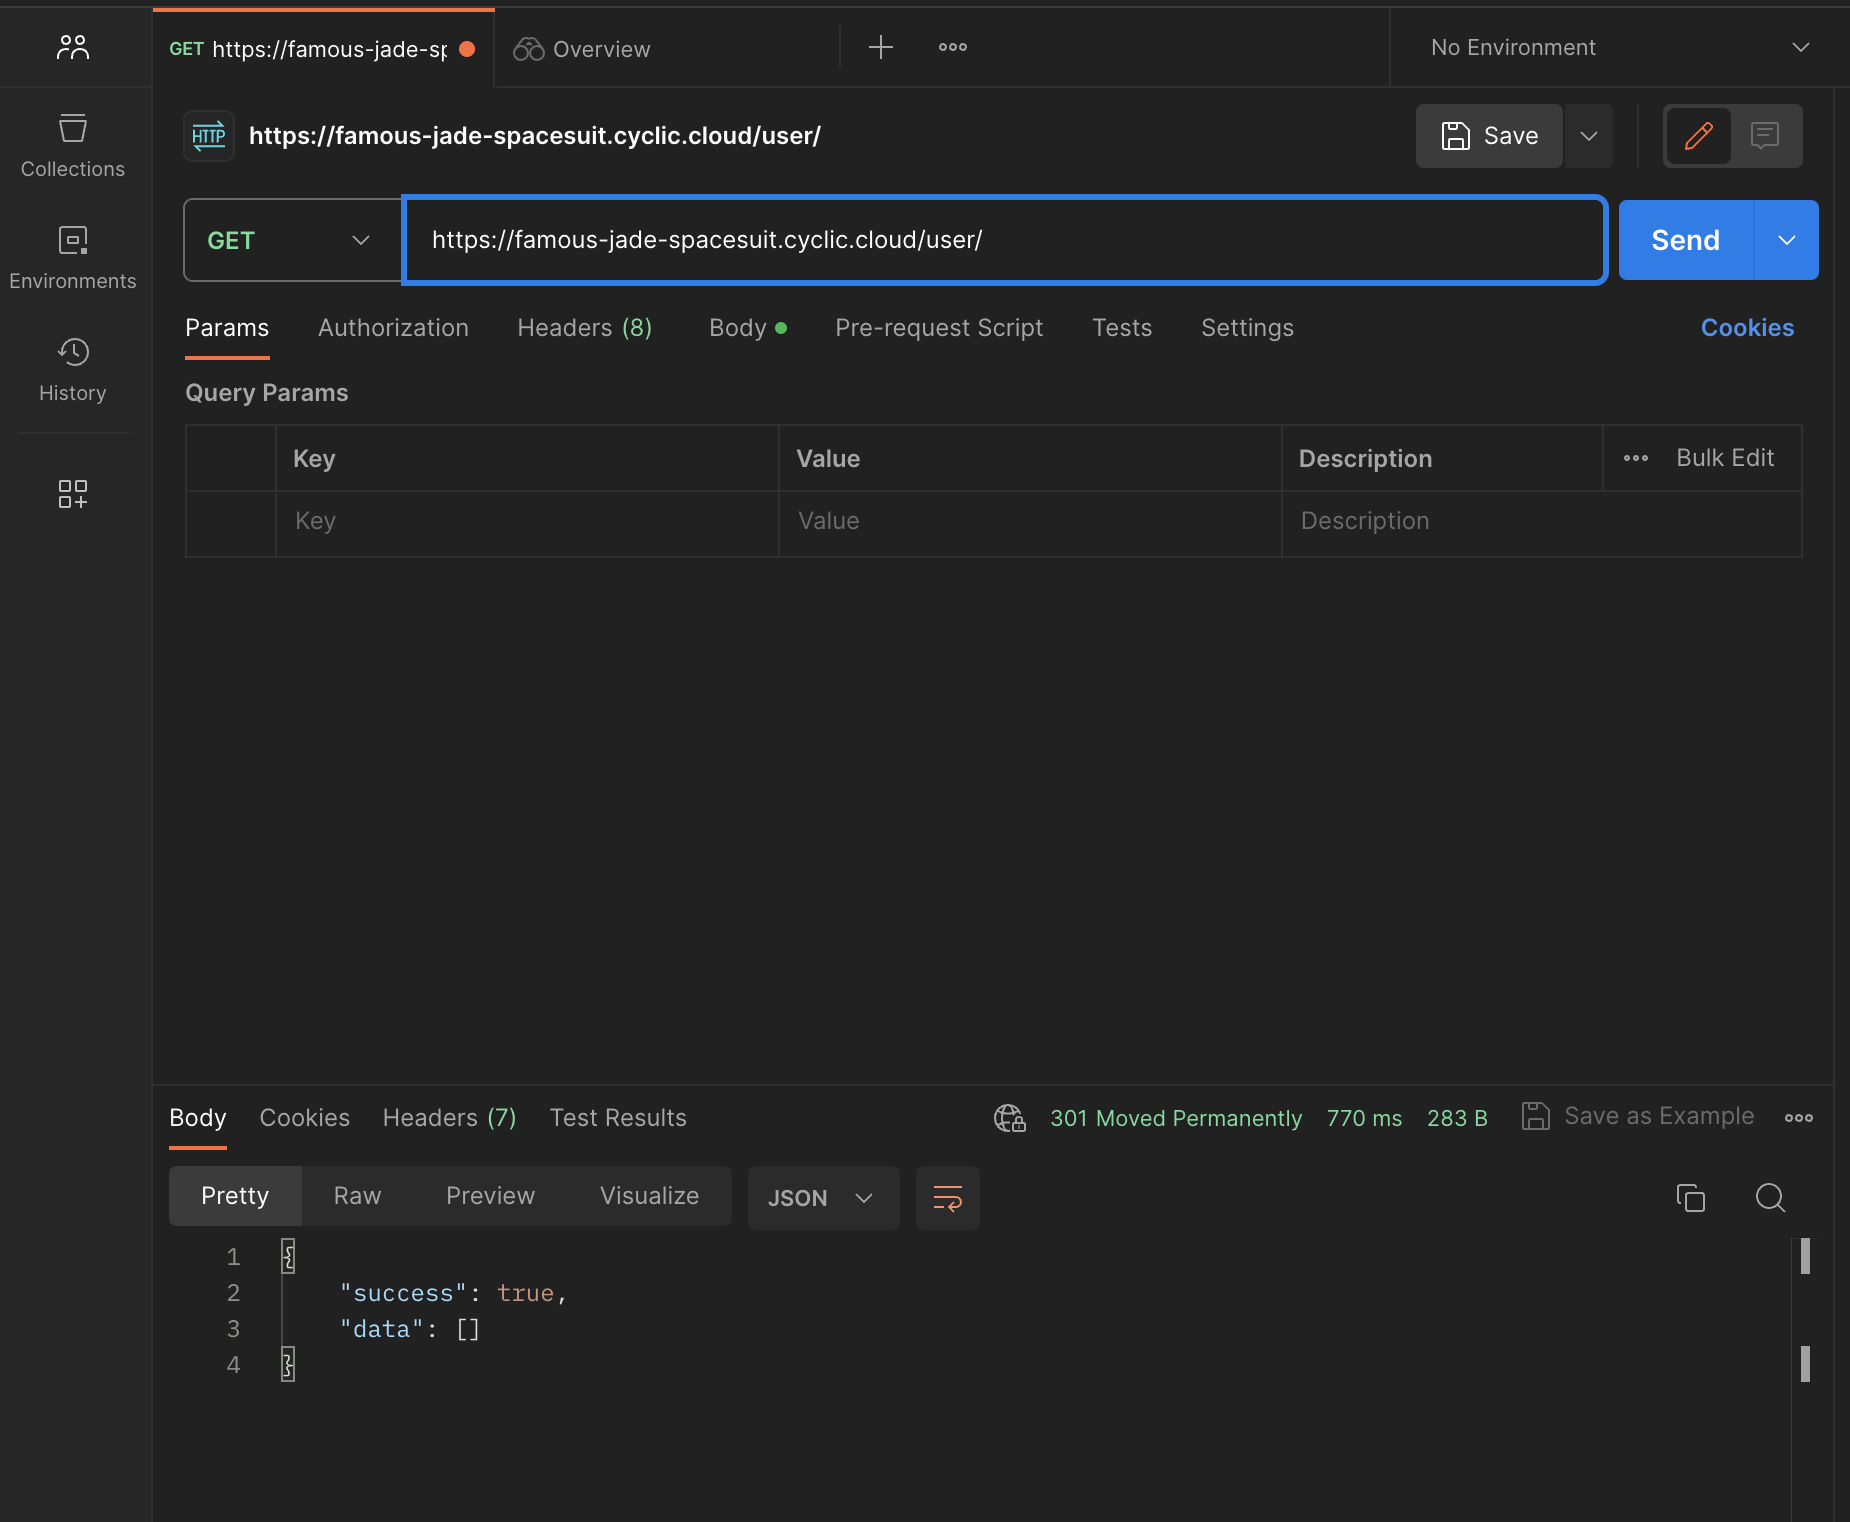 GET https://famous-jade-sp
Overview
No Environment
Collections
Environments
History
HTTP
https://famous-jade-spacesuit.cyclic.cloud/user/
Save
GET
https://famous-jade-spacesuit.cyclic.cloud/user/
Send
Params Authorization Headers (8) Body Pre-request Script Tests Settings Cookies
Query Params
Key Value Description Bulk Edit
Key Value Description
Body Cookies Headers (7) Test Results 301 Moved Permanently 770 ms 283 B Save as Example
Pretty Raw Preview Visualize JSON
1 {
2 "success": true,
3 "data": []
4 }